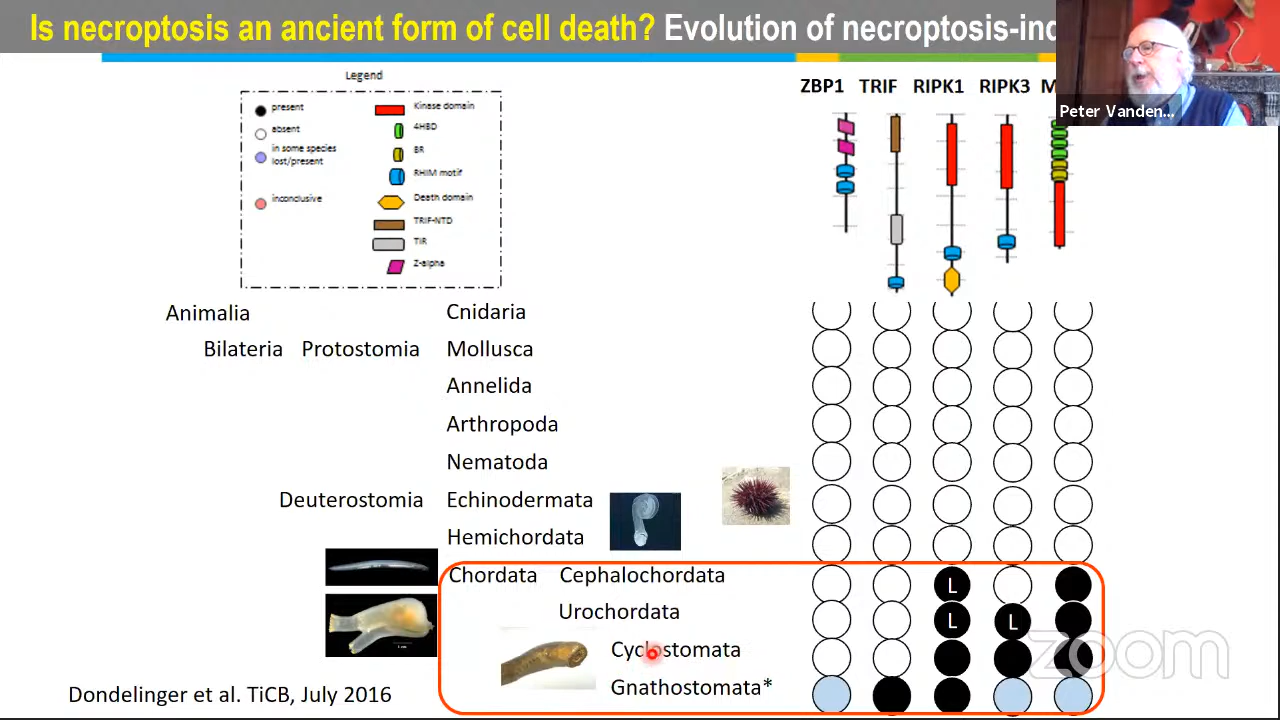 Is necroptosis an ancient form of cell death? Evolution of necroptosis-ind
Peter Vanden...
Legend
present
absent
in some species
lost/present
inconclusive
Kinase domain
4HBD
BR
RHIM motif
Death domain
TRIF-NTD
TIR
Z-alpha
ZBP1 TRIF RIPK1 RIPK3 M
Animalia Cnidaria
Bilateria Protostomia Mollusca
Annelida
Arthropoda
Nematoda
Deuterostomia Echinodermata
Hemichordata
Chordata Cephalochordata L
Urochordata L L
Cyclostomata
Gnathostomata*
zoom
Dondelinger et al. TiCB, July 2016